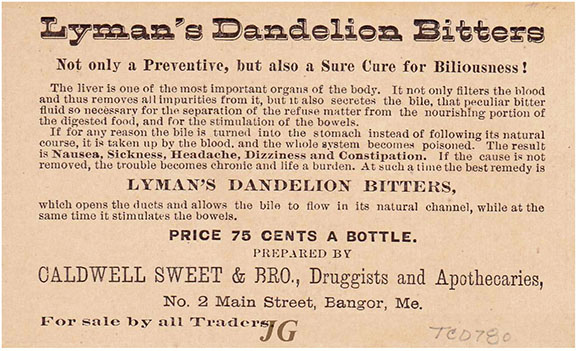 Lyman's Dandelion Bitters
Not only a Preventive, but also a Sure Cure for Biliousness!
The liver is one of the most important organs of the body. It not only filters the blood
and thus removes all impurities from it, but it also secretes the bile, that peculiar bitter
fluid so necessary for the separation of the refuse matter from the nourishing portion of
the digested food, and for the stimulation of the bowels.
If for any reason the bile is turned into the stomach instead of following its natural
course, it is taken up by the blood, and the whole system becomes poisoned. The result
is Nausea, Sickness, Headache, Dizziness and Constipation. If the cause is not
removed, the trouble becomes chronic and life a burden. At such a time the best remedy is
LYMAN'S DANDELION BITTERS,
which opens the ducts and allows the bile to flow in its natural channel, while at the
same time it stimulates the bowels.
PRICE 75 CENTS A BOTTLE.
PREPARED BY
CALDWELL SWEET & BRO., Druggists and Apothecaries,
No. 2 Main Street, Bangor, Me.
For sale by all Traders.
JG
TCD780